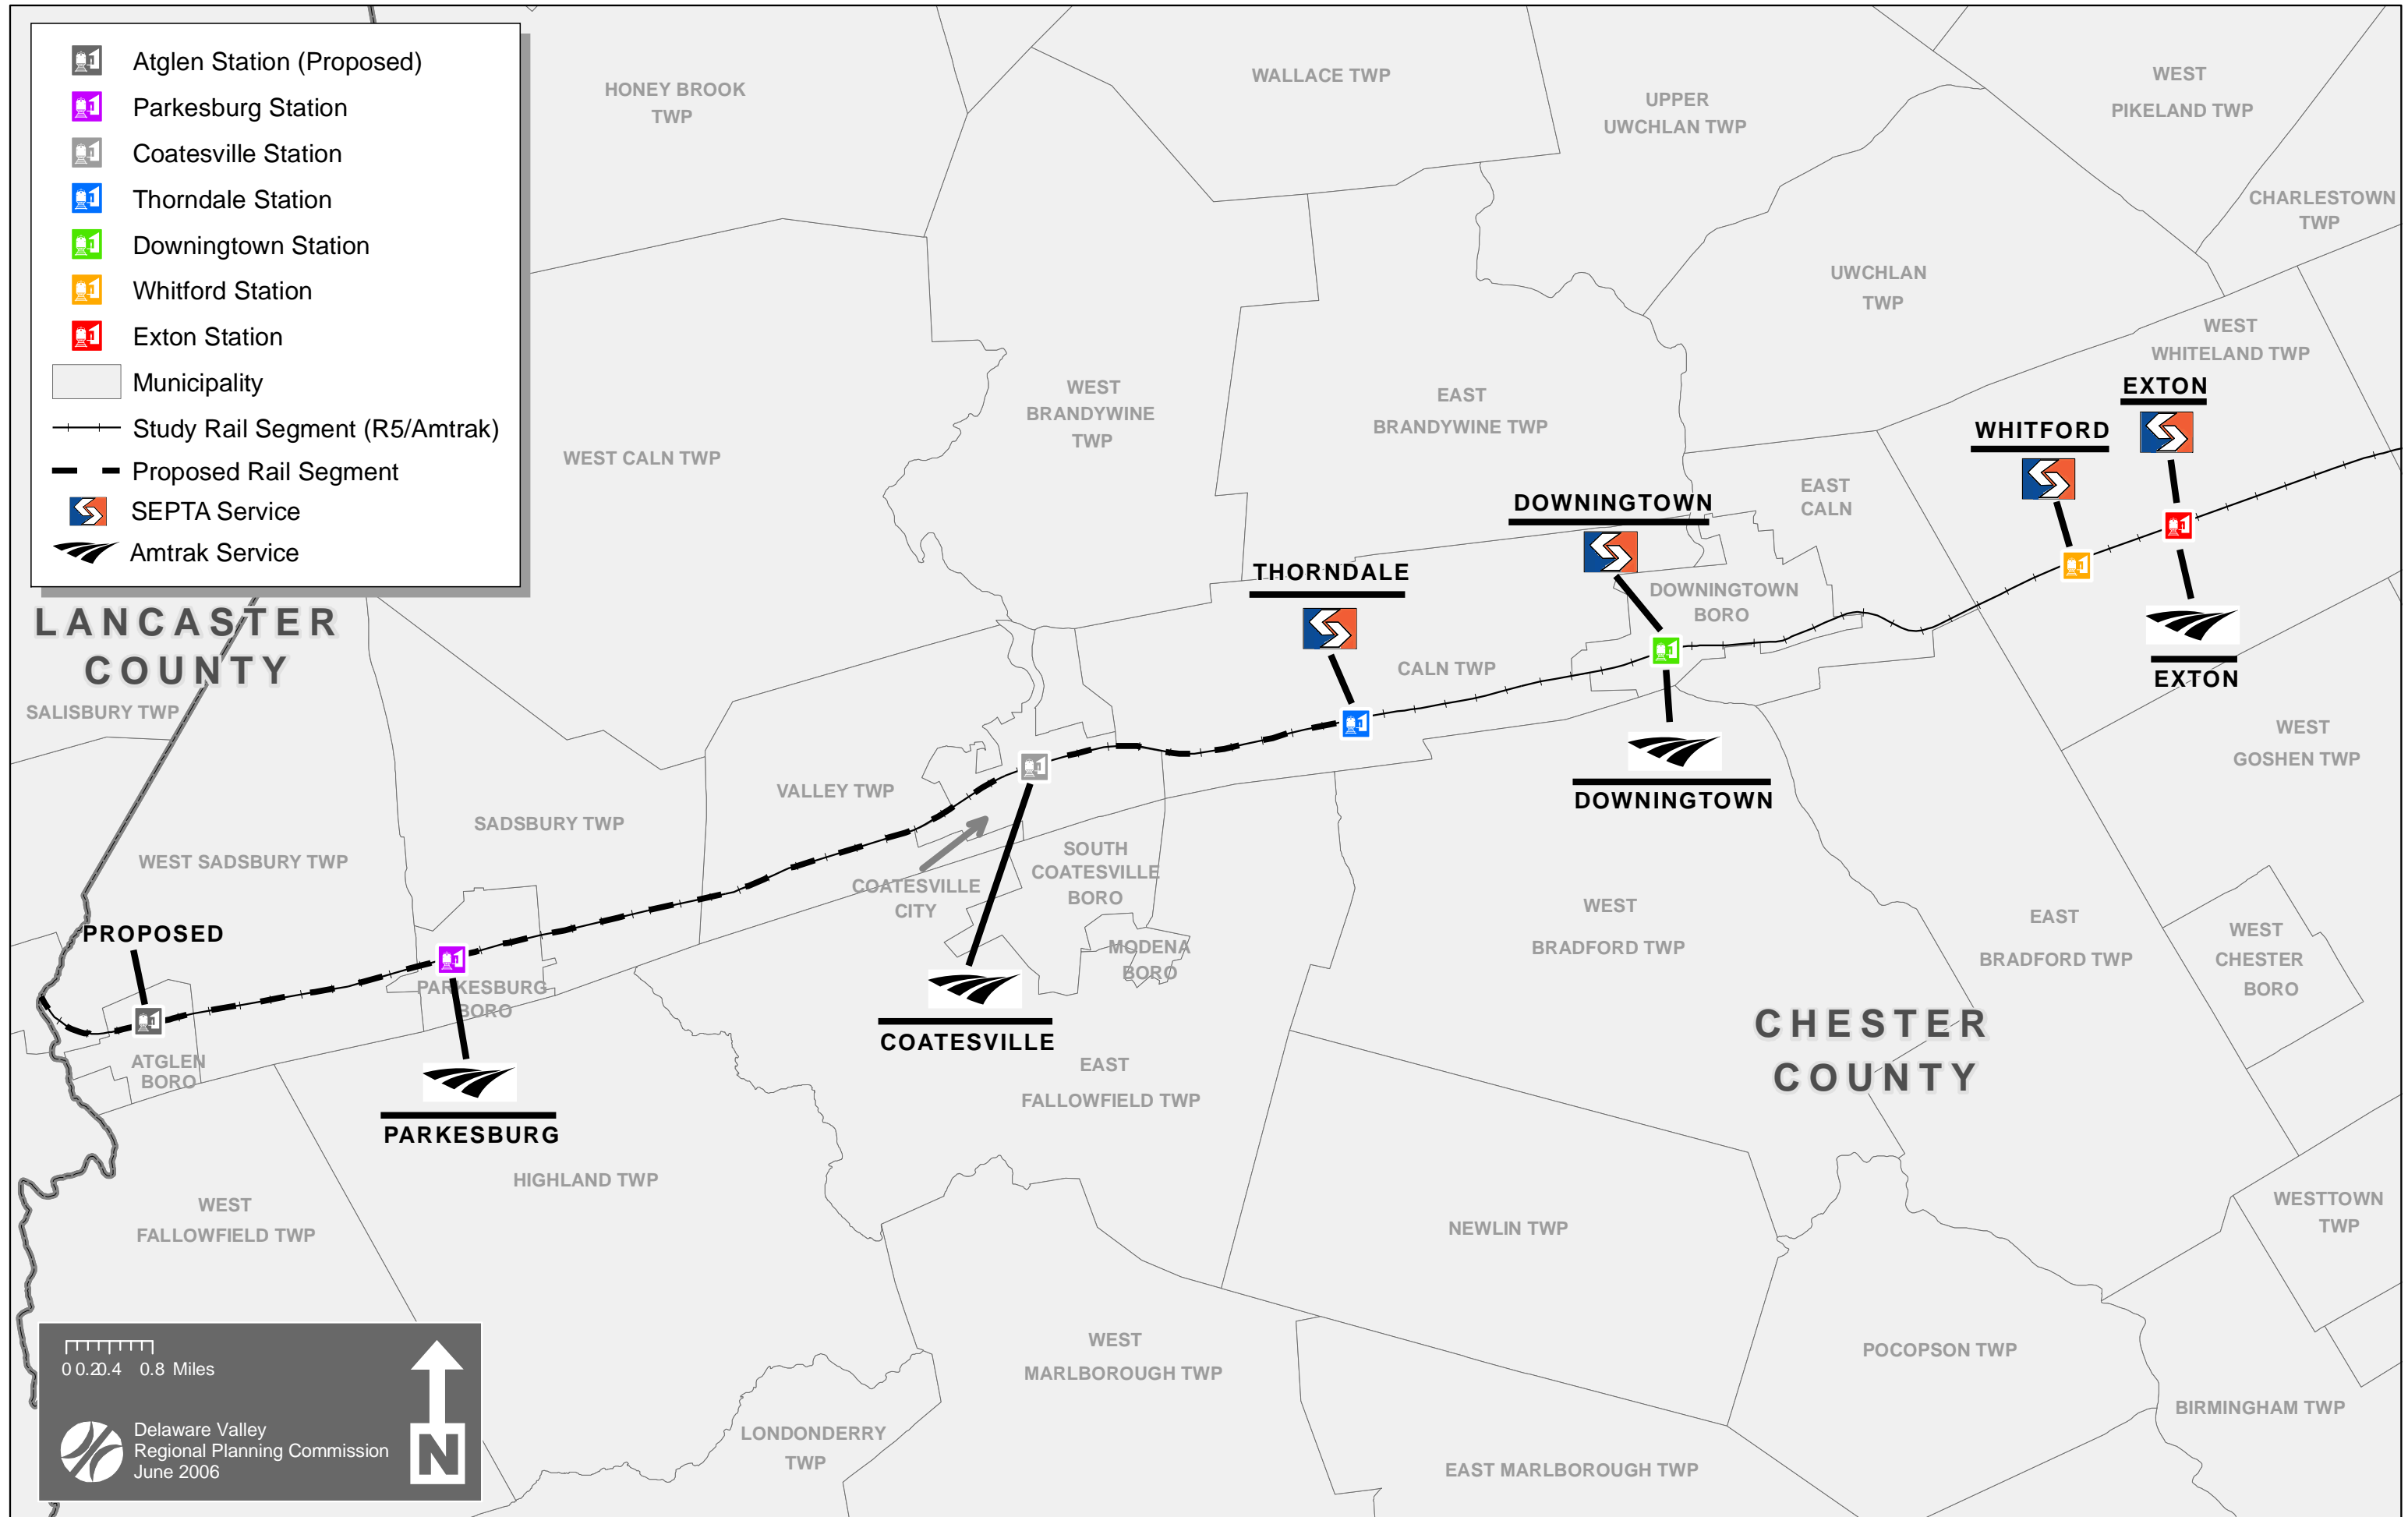 Atglen Station (Proposed)
Parkesburg Station
Coatesville Station
Thorndale Station
Downingtown Station
Whitford Station
Exton Station
Municipality
Study Rail Segment (R5/Amtrak)
Proposed Rail Segment
SEPTA Service
Amtrak Service
HONEY BROOK
TWP
WALLACE TWP
UPPER
UWCHLAN TWP
WEST
PIKELAND TWP
CHARLESTOWN
TWP
UWCHLAN
TWP
WEST
WHITELAND TWP
WEST
BRANDYWINE
TWP
EAST
BRANDYWINE TWP
WEST CALN TWP
EXTON
WHITFORD
EAST
CALN
DOWNINGTOWN
THORNDALE
DOWNINGTOWN
BORO
LANCASTER
COUNTY
CALN TWP
EXTON
SALISBURY TWP
WEST
GOSHEN TWP
VALLEY TWP
DOWNINGTOWN
SADSBURY TWP
WEST SADSBURY TWP
SOUTH
COATESVILLE
BORO
COATESVILLE
CITY
WEST
BRADFORD TWP
EAST
BRADFORD TWP
WEST
CHESTER
BORO
PROPOSED
MODENA
BORO
PARKESBURG
BORO
CHESTER
COUNTY
COATESVILLE
ATGLEN
BORO
EAST
FALLOWFIELD TWP
PARKESBURG
HIGHLAND TWP
WEST
FALLOWFIELD TWP
NEWLIN TWP
WESTTOWN
TWP
WEST
MARLBOROUGH TWP
POCOPSON TWP
BIRMINGHAM TWP
LONDONDERRY
TWP
EAST MARLBOROUGH TWP
0 0.20.4 0.8 Miles
Delaware Valley
Regional Planning Commission
June 2006
N